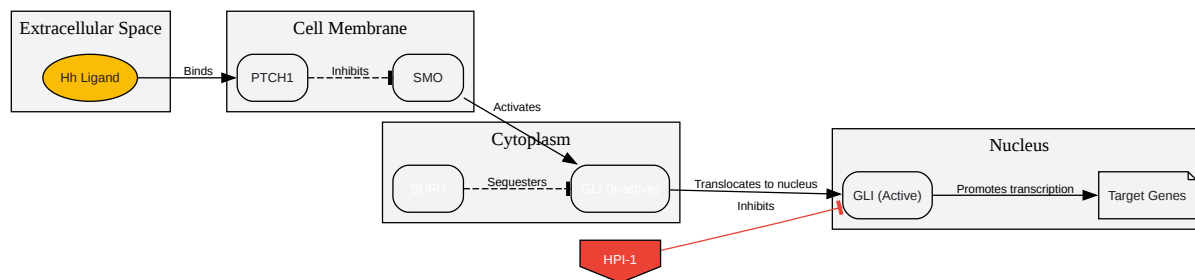 Extracellular Space
Hh Ligand
Binds
Cell Membrane
PTCH1
Inhibits
SMO
Activates
Cytoplasm
SUFU
Sequesters
GLI (Inactive)
Translocates to nucleus
Inhibits
HPI-1
Nucleus
GLI (Active)
Promotes transcription
Target Genes